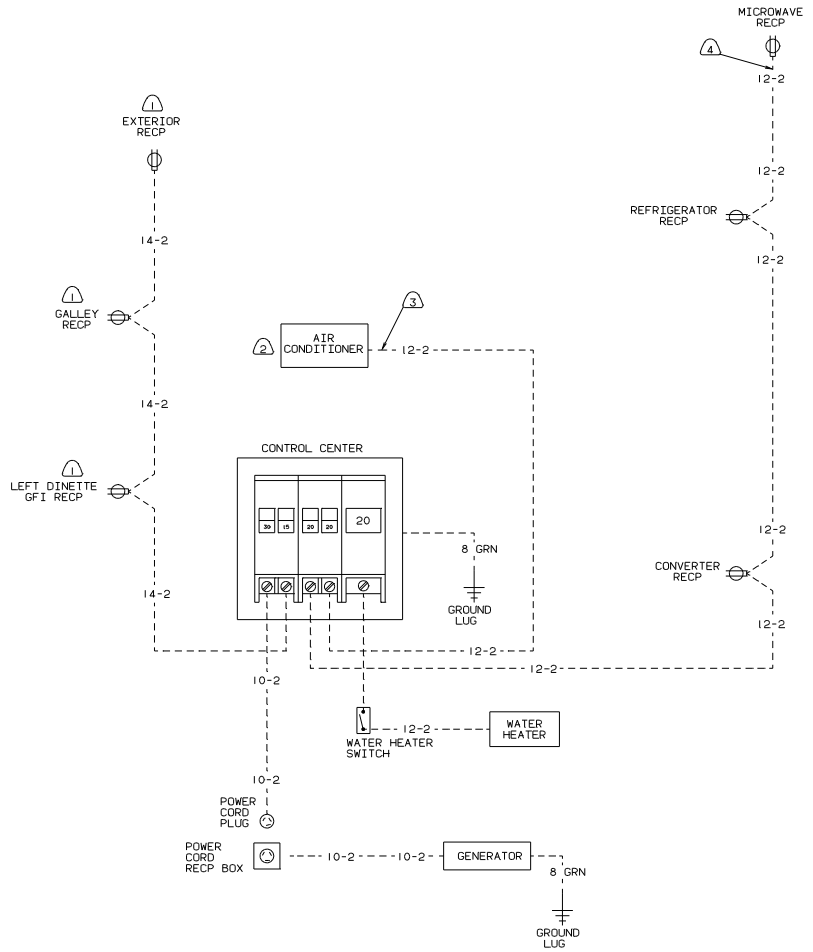 MICROWAVE
RECP
4
12-2
1
EXTERIOR
RECP
12-2
REFRIGERATOR
RECP
14-2
12-2
1
GALLEY
RECP
3
2
AIR
CONDITIONER
12-2
14-2
CONTROL CENTER
1
LEFT DINETTE
GFI RECP
30
15
20
20
20
12-2
8 GRN
CONVERTER
RECP
14-2
GROUND
LUG
12-2
12-2
12-2
10-2
WATER HEATER
SWITCH
12-2
WATER
HEATER
10-2
POWER
CORD
PLUG
POWER
CORD
RECP BOX
10-2
10-2
GENERATOR
8 GRN
GROUND
LUG